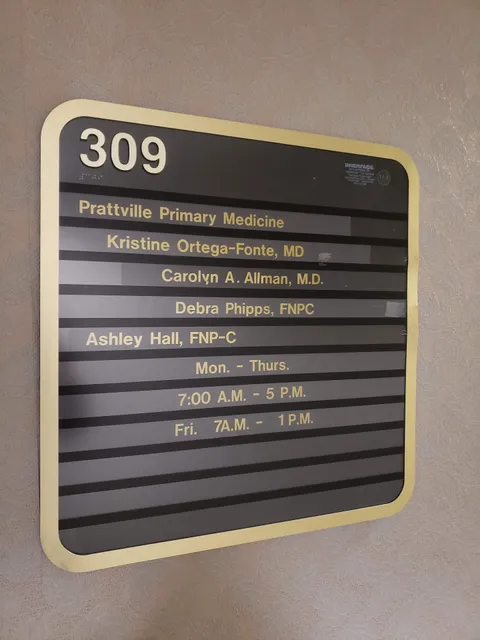 309
Prattville Primary Medicine
Kristine Ortega-Fonte, MD
Carolyn A. Allman, M.D.
Debra Phipps, FNPC
Ashley Hall, FNP-C
Mon. - Thurs.
7:00 A.M. - 5 P.M.
Fri. 7A.M. - 1P.M.